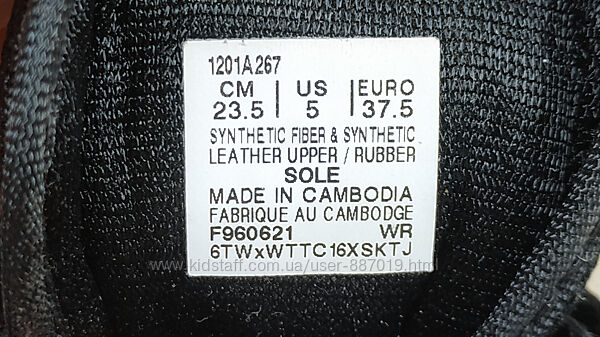 1201A267
CM US EURO
23.5 5 37.5
SYNTHETIC FIBER & SYNTHETIC
LEATHER UPPER / RUBBER
SOLE
MADE IN CAMBODIA
FABRIQUE AU CAMBODGE
F960621 WR
6TWxWTTC16XSKTJ
www.kidstaff.com.ua/user-887019.html